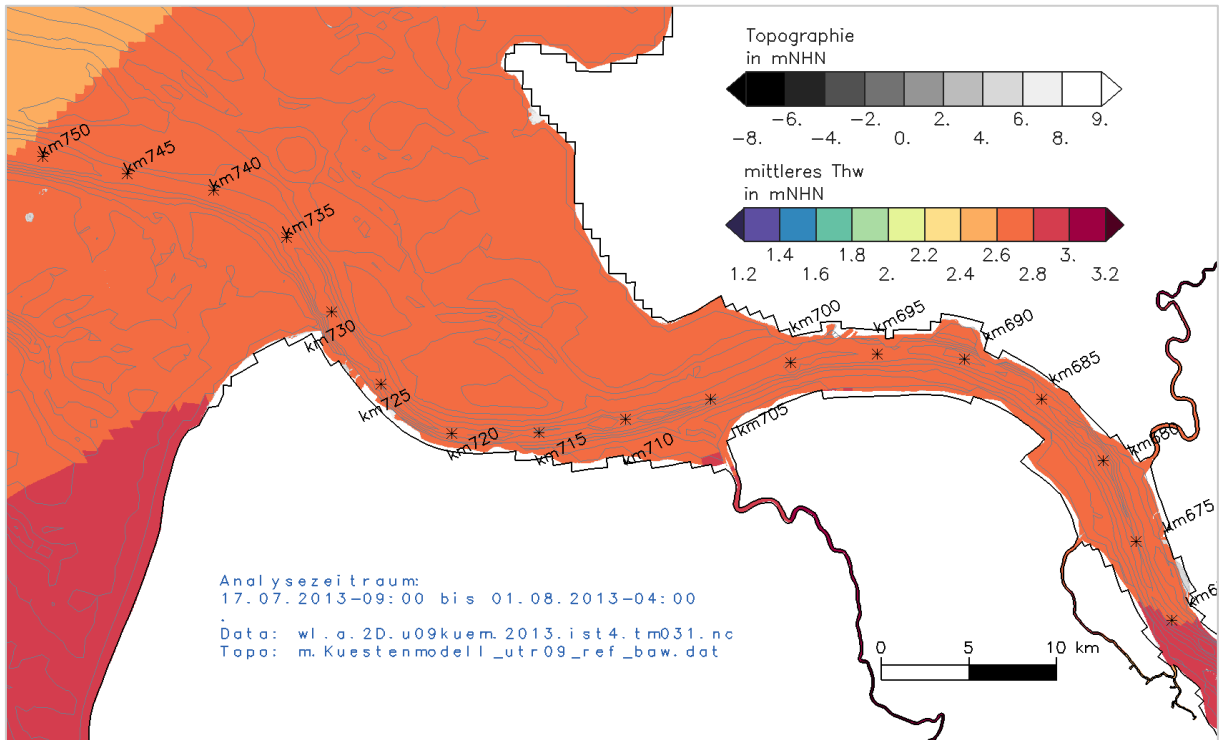 Topographie
in mNHN
-6. -2. 2. 6. 9.
-8. -4. 0. 4. 8.
mittleres Thw
in mNHN
1.4 1.8 2.2 2.6 3.
1.2 1.6 2. 2.4 2.8 3.2
km750
km745
km740
km735
km730
km725
km720
km715
km710
km705
km700
km695
km690
km685
km680
km675
Analysezeitraum:
17.07.2013-09:00 bis 01.08.2013-04:00
.
Data: wl.a.2D.u09kuem.2013.ist4.tm031.nc
Topo: m.Kuestenmodell_utr09_ref_baw.dat
0 5 10 km